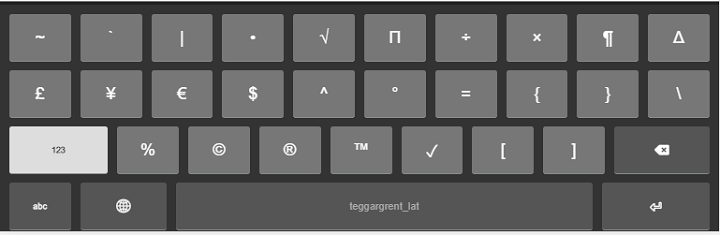 ~ ` | • √ Π ÷ × ¶ Δ
£ ¥ € $ ^ ° = { } \
123 % © ® ™ ✓ [ ]
abc teggargrent_lat